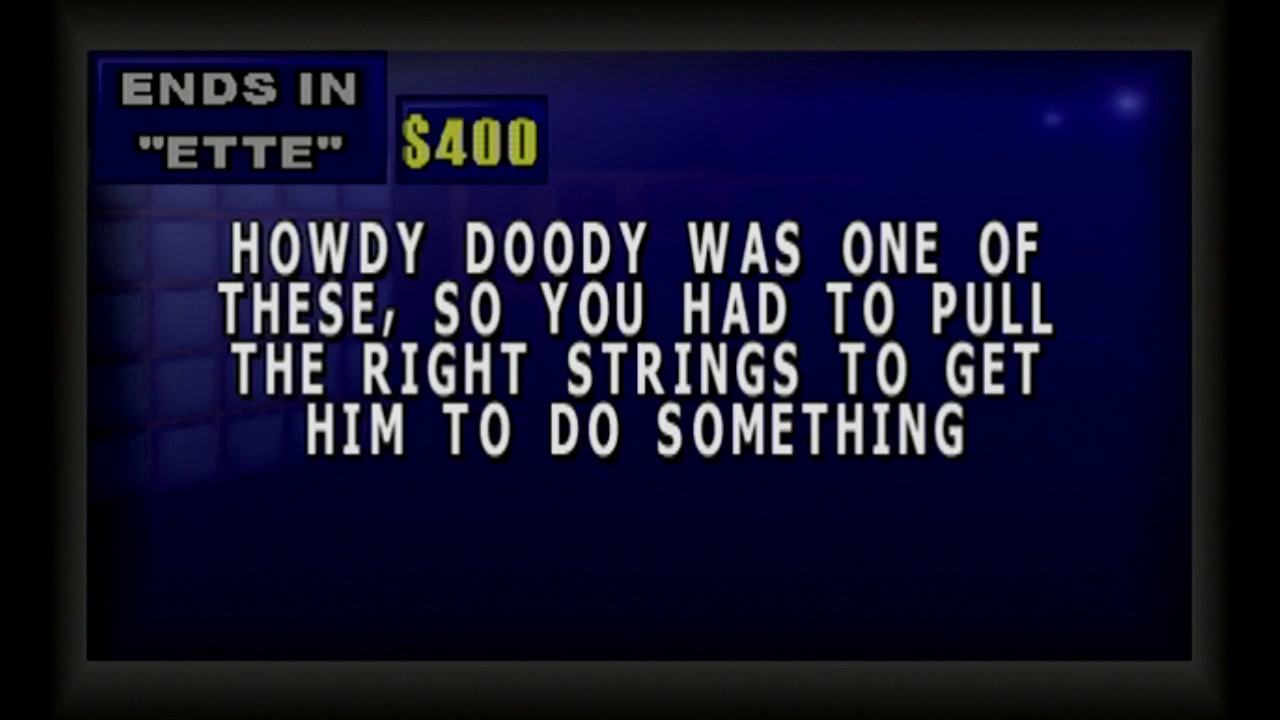 ENDS IN
"ETTE"
$400
HOWDY DOODY WAS ONE OF
THESE, SO YOU HAD TO PULL
THE RIGHT STRINGS TO GET
HIM TO DO SOMETHING